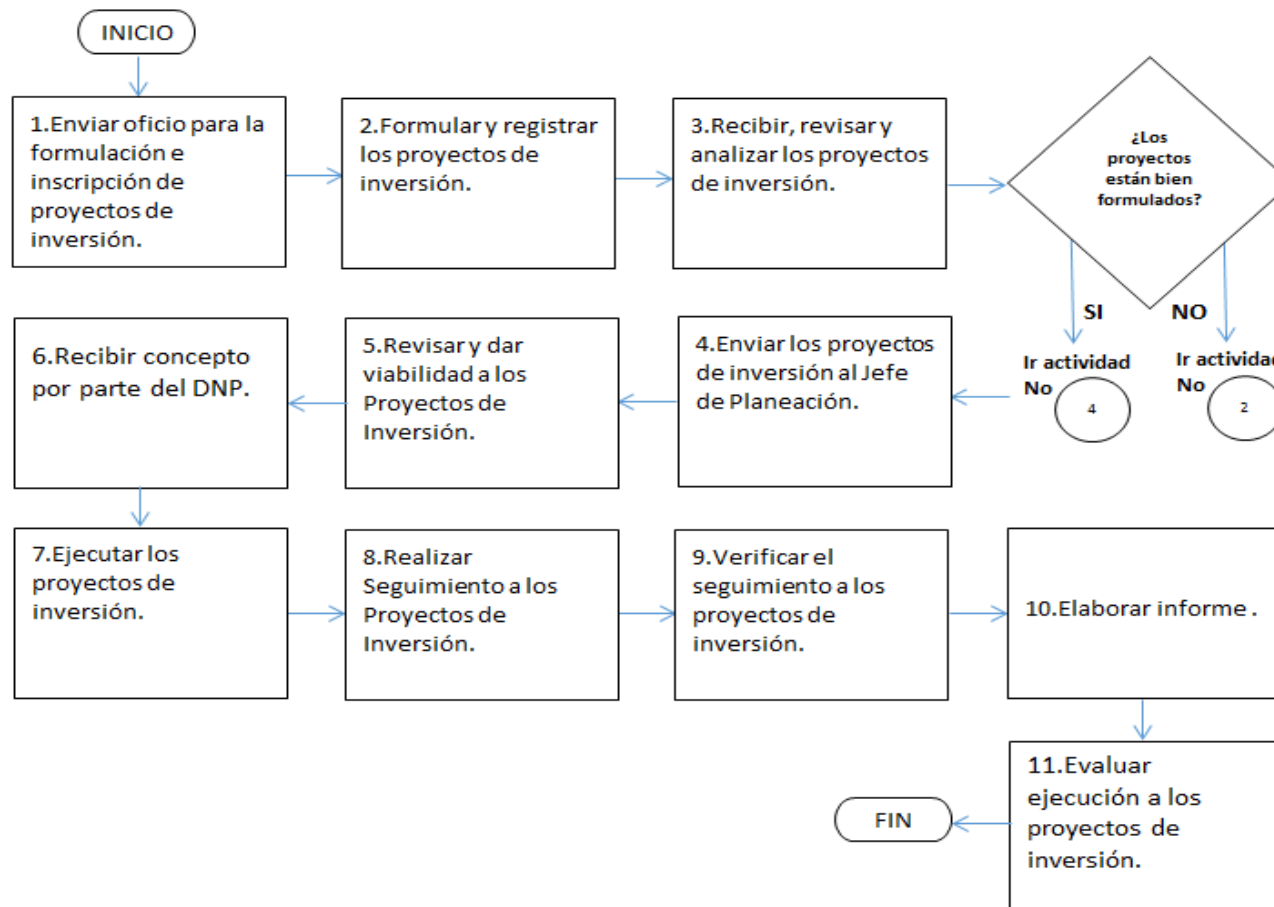 INICIO
1.Enviar oficio para la
formulación e
inscripción de
proyectos de
inversión.
2.Formular y registrar
los proyectos de
inversión.
3.Recibir, revisar y
analizar los proyectos
de inversión.
¿Los
proyectos
están bien
formulados?
SI
NO
Ir actividad
No
4
Ir actividad
No
2
4.Enviar los proyectos
de inversión al Jefe
de Planeación.
5.Revisar y dar
viabilidad a los
Proyectos de
Inversión.
6.Recibir concepto
por parte del DNP.
7.Ejecutar los
proyectos de
inversión.
8.Realizar
Seguimiento a los
Proyectos de
Inversión.
9.Verificar el
seguimiento a los
proyectos de
inversión.
10.Elaborar informe .
11.Evaluar
ejecución a los
proyectos de
inversión.
FIN